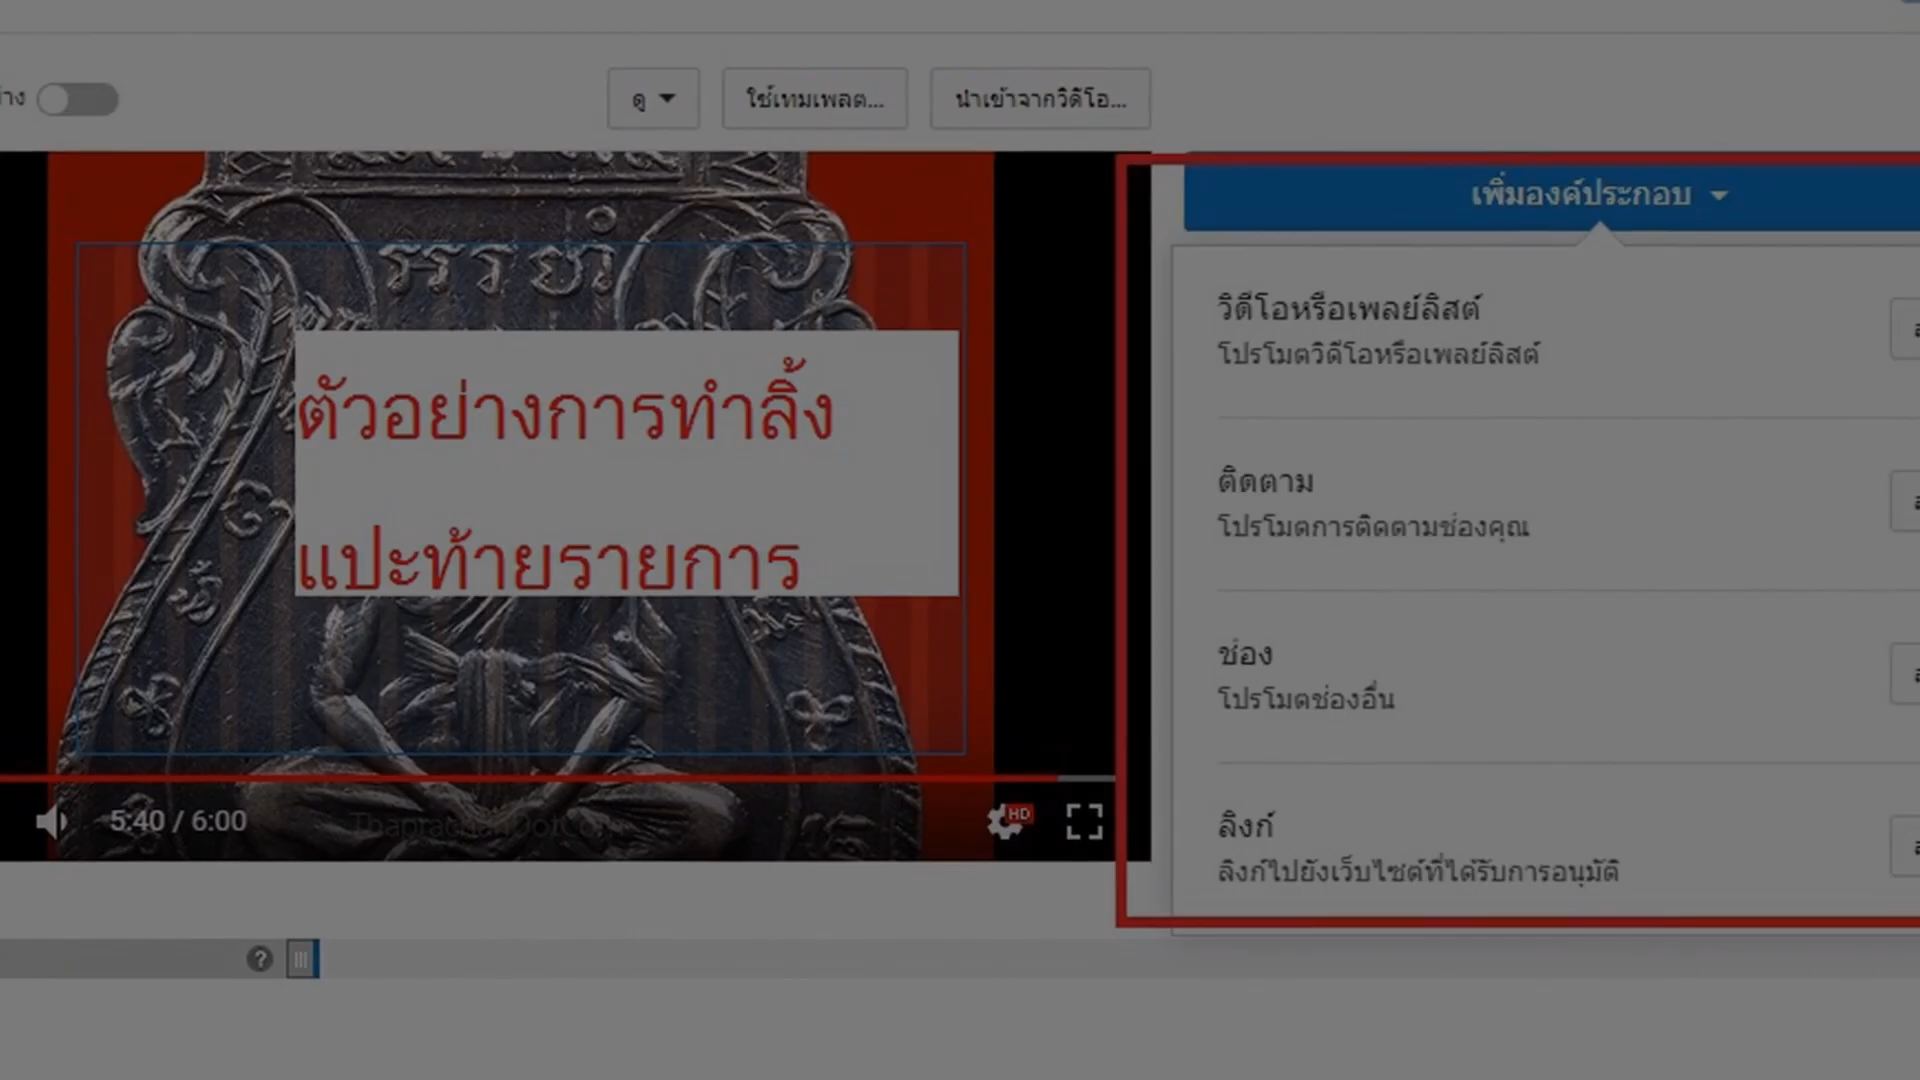 ดู
ใช้เทมเพลต...
นำเข้าจากวิดีโอ...
เพิ่มองค์ประกอบ
วิดีโอหรือเพลย์ลิสต์
โปรโมตวิดีโอหรือเพลย์ลิสต์
ติดตาม
โปรโมตการติดตามช่องคุณ
ช่อง
โปรโมตช่องอื่น
ลิงก์
ลิงก์ไปยังเว็บไซต์ที่ได้รับการอนุมัติ
ตัวอย่างการทำลิ้ง
แปะท้ายรายการ
5:40 / 6:00
HD
ThaprachanDotCom
?